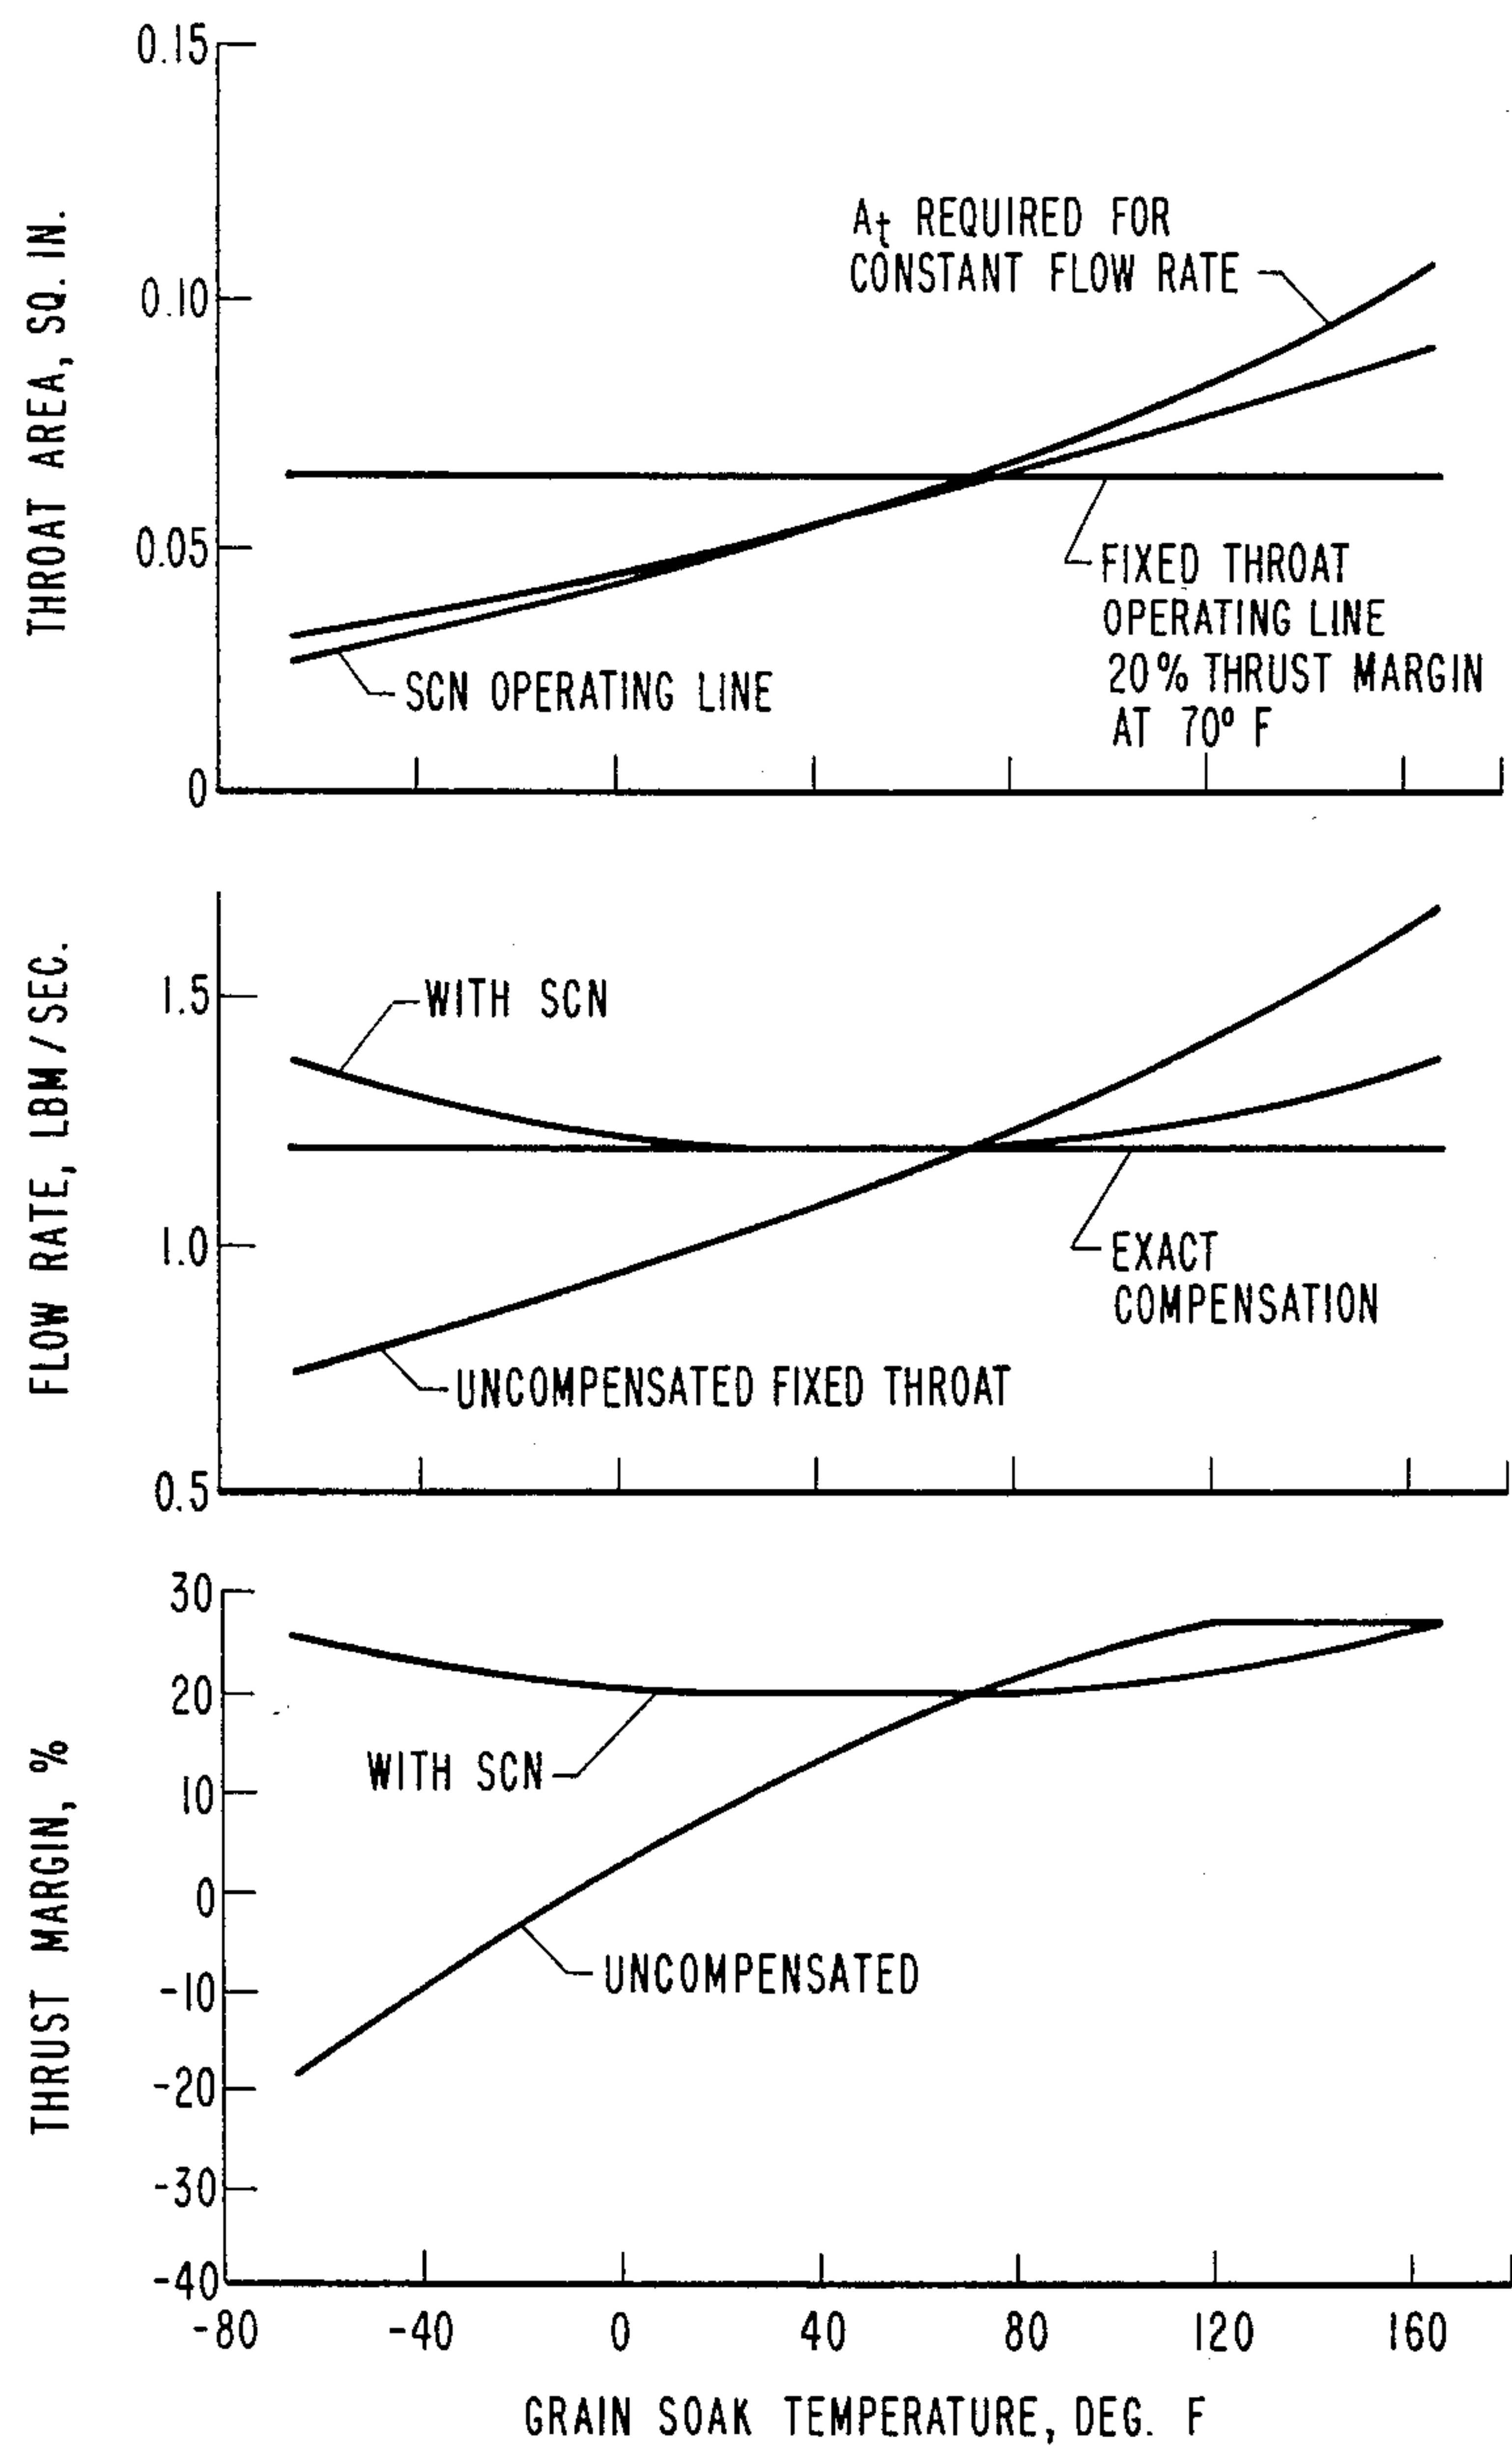 THROAT AREA, SQ. IN.
0.15
0.10
0.05
0
At REQUIRED FOR
CONSTANT FLOW RATE
FIXED THROAT
OPERATING LINE
20% THRUST MARGIN
AT 70° F
SCN OPERATING LINE
FLOW RATE, LBM/SEC.
1.5
1.0
0.5
WITH SCN
EXACT
COMPENSATION
UNCOMPENSATED FIXED THROAT
THRUST MARGIN, %
30
20
10
0
-10
-20
-30
-40
WITH SCN
UNCOMPENSATED
-80 -40 0 40 80 120 160
GRAIN SOAK TEMPERATURE, DEG. F